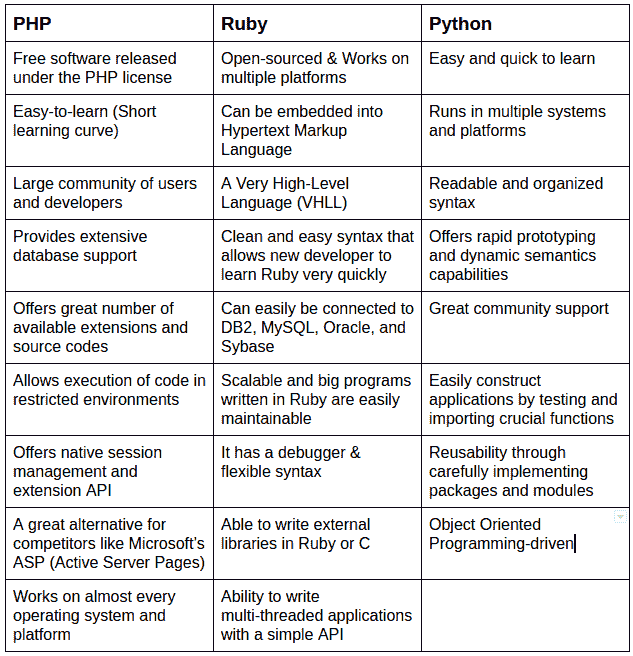 PHP
Ruby
Python
Free software released
under the PHP license
Open-sourced & Works on
multiple platforms
Easy and quick to learn
Easy-to-learn (Short
learning curve)
Can be embedded into
Hypertext Markup
Language
Runs in multiple systems
and platforms
Large community of users
and developers
A Very High-Level
Language (VHLL)
Readable and organized
syntax
Provides extensive
database support
Clean and easy syntax that
allows new developer to
learn Ruby very quickly
Offers rapid prototyping
and dynamic semantics
capabilities
Offers great number of
available extensions and
source codes
Can easily be connected to
DB2, MySQL, Oracle, and
Sybase
Great community support
Allows execution of code in
restricted environments
Scalable and big programs
written in Ruby are easily
maintainable
Easily construct
applications by testing and
importing crucial functions
Offers native session
management and
extension API
It has a debugger &
flexible syntax
Reusability through
carefully implementing
packages and modules
A great alternative for
competitors like Microsoft's
ASP (Active Server Pages)
Able to write external
libraries in Ruby or C
Object Oriented
Programming-driven
Works on almost every
operating system and
platform
Ability to write
multi-threaded applications
with a simple API